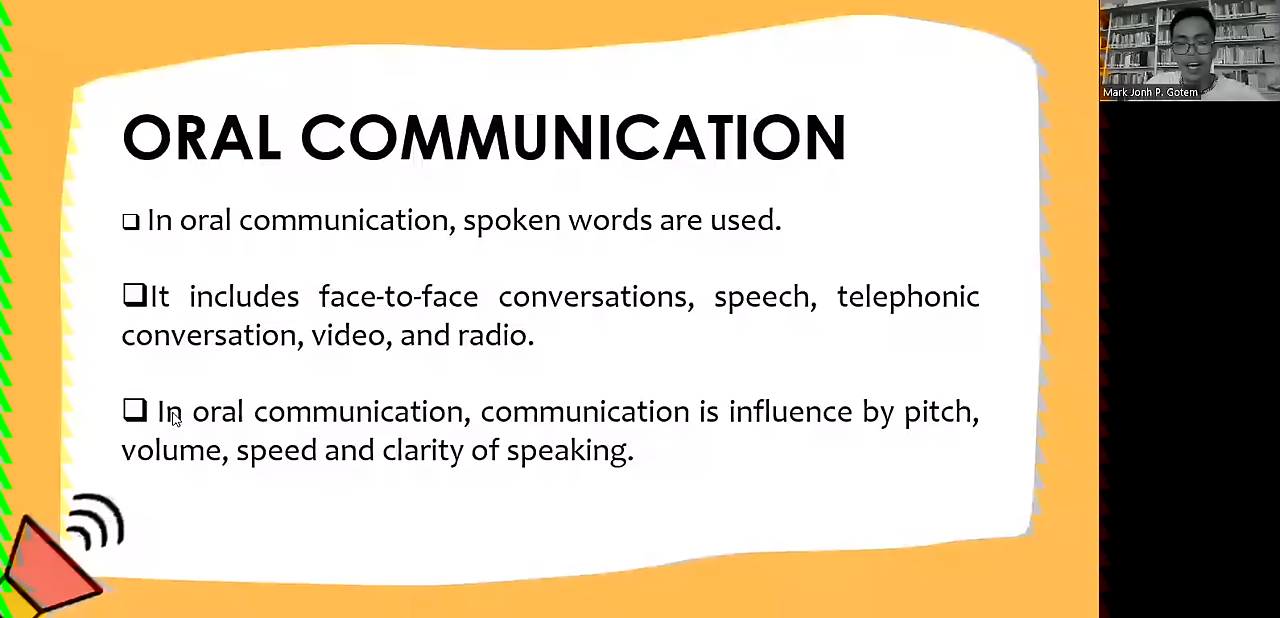 ORAL COMMUNICATION
In oral communication, spoken words are used.
It includes face-to-face conversations, speech, telephonic
conversation, video, and radio.
In oral communication, communication is influence by pitch,
volume, speed and clarity of speaking.
Mark Jonh P. Gotem